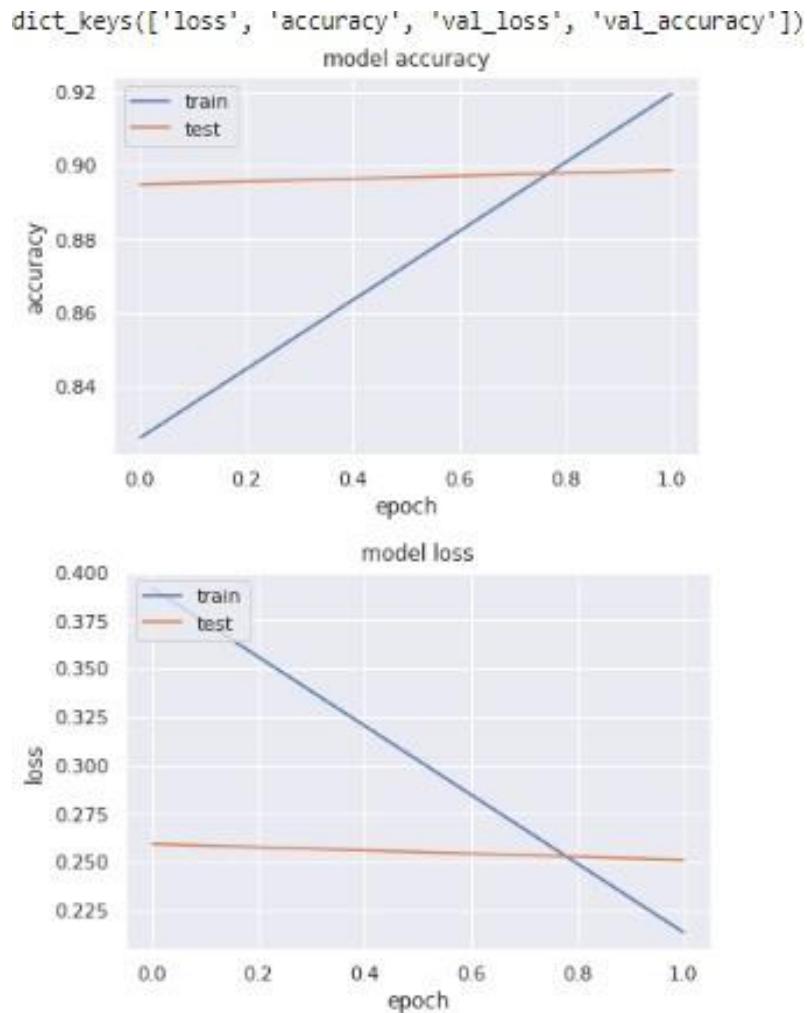 dict_keys(['loss', 'accuracy', 'val_loss', 'val_accuracy'])
model accuracy
train
test
0.92
0.90
0.88
0.86
0.84
accuracy
0.0 0.2 0.4 0.6 0.8 1.0
epoch
model loss
train
test
0.400
0.375
0.350
0.325
0.300
0.275
0.250
0.225
loss
0.0 0.2 0.4 0.6 0.8 1.0
epoch